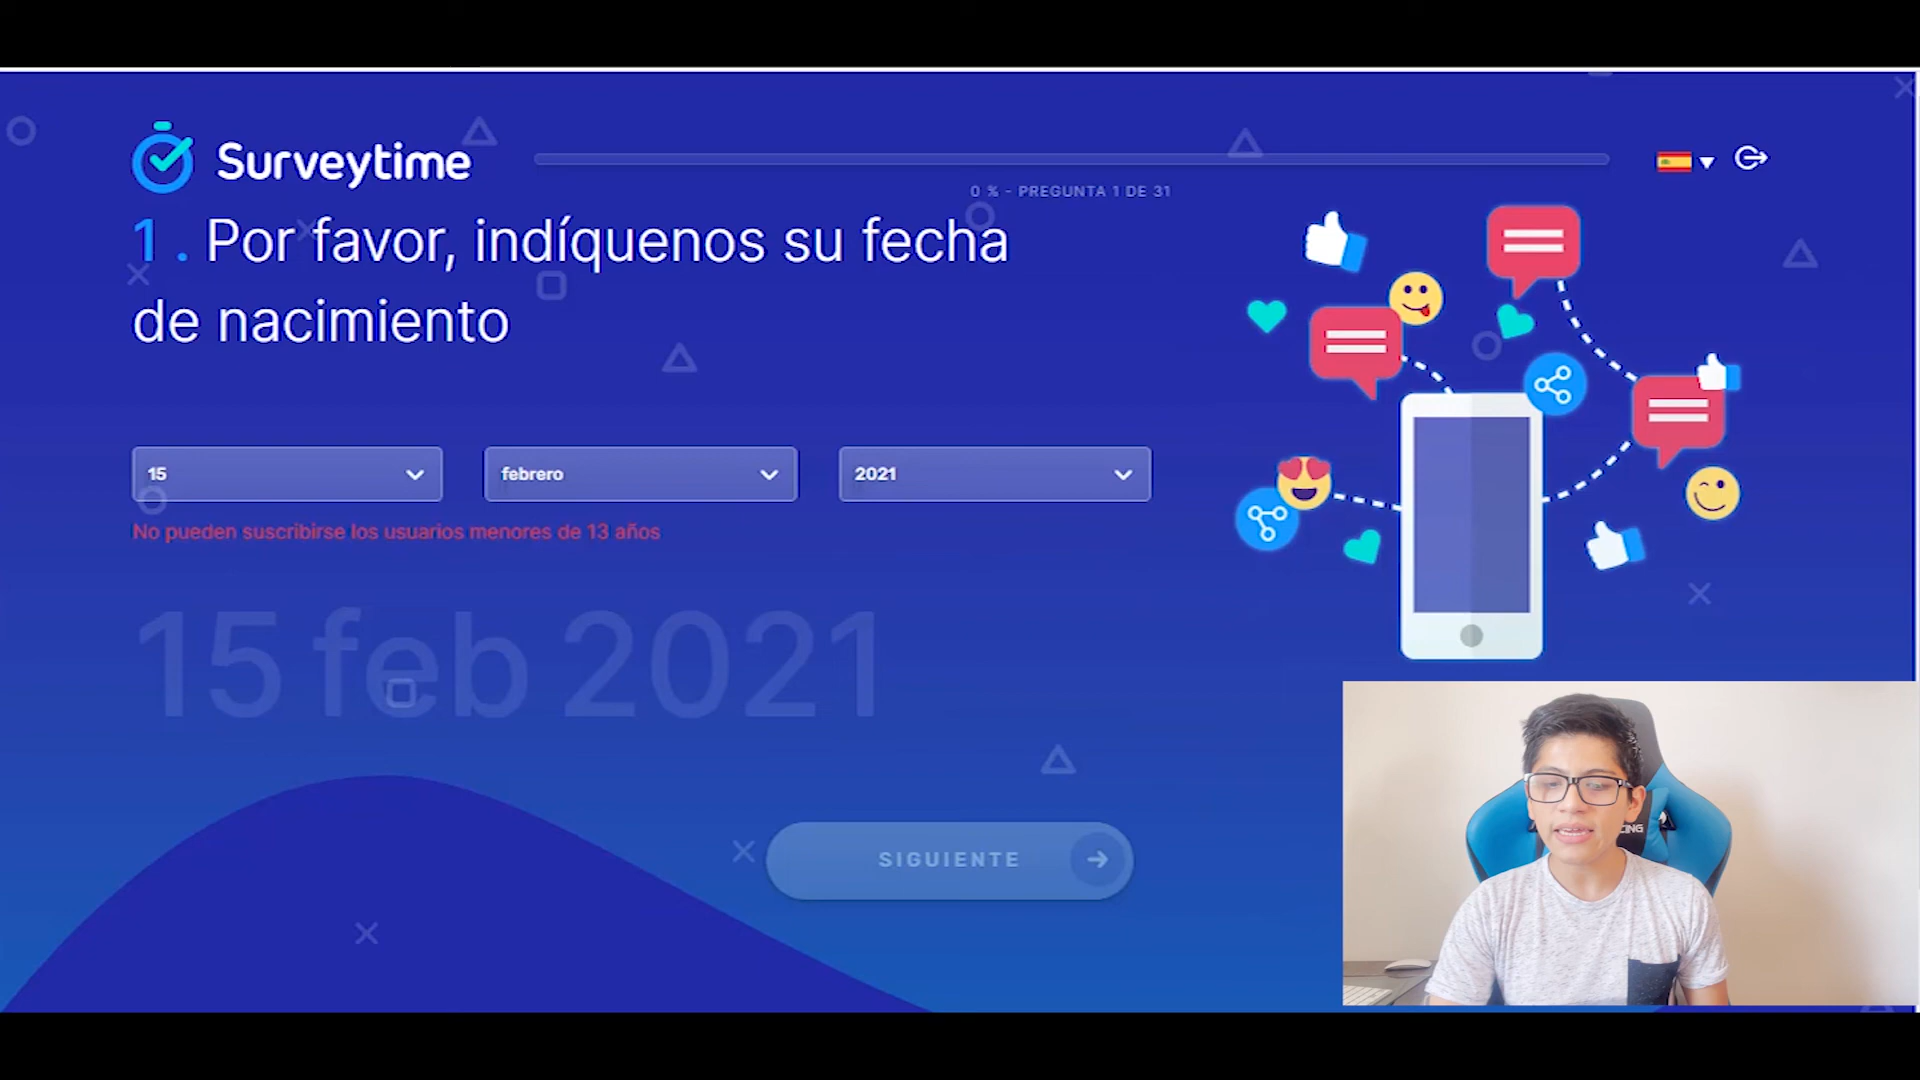 Surveytime
0 % - PREGUNTA 1 DE 31
1 . Por favor, indíquenos su fecha
de nacimiento
15
febrero
2021
No pueden suscribirse los usuarios menores de 13 años
15 feb 2021
SIGUIENTE